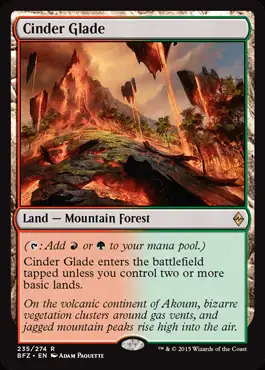 Cinder Glade
Land — Mountain Forest
(: Add or to your mana pool.)
Cinder Glade enters the battlefield
tapped unless you control two or more
basic lands.
On the volcanic continent of Akoum, bizarre
vegetation clusters around gas vents, and
jagged mountain peaks rise high into the air.
235/274 R
BFZ • EN Adam Paquette
™ & © 2015 Wizards of the Coast